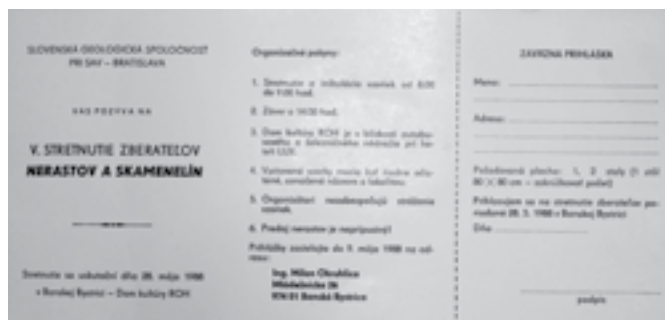 SLOVENSKÁ GEOLOGICKÁ SPOLOČNOSŤ
PRI SAV – BRATISLAVA
VÁS POZÝVA NA
V. STRETNUTIE ZBERATEĽOV
NERASTOV A SKAMENELÍN
Stretnutie sa uskutoční dňa 28. mája 1988
v Banskej Bystrici – Dom kultúry ROH
Organizačné pokyny:
1. Stretnutie a inštalácia vzoriek od 8,00
do 9,00 hod.
2. Záver o 14,00 hod.
3. Dom kultúry ROH je v blízkosti autobu-
sového a železničného nádražia pri ho-
teli LUX.
4. Vystavené vzorky musia byť riadne
označené názvom a lokalitou.
5. Organizátori nezabezpečujú stráženie
vzoriek.
6. Predaj nerastov je neprípustný!
Prihlášky zasielajte do 9. mája 1988 na ad-
resu:
Ing. Milan Okruhlica
Mládežnícka 26
974 01 Banská Bystrica
ZÁVÄZNÁ PRIHLÁŠKA
Meno:
Adresa:
Požadovaná plocha: 1, 2 stoly (1 stôl
80 × 80 cm – zakrúžkovať počet)
Prihlasujem sa na stretnutie zberateľov po-
riadané 28. 5. 1988 v Banskej Bystrici
Dňa
podpis